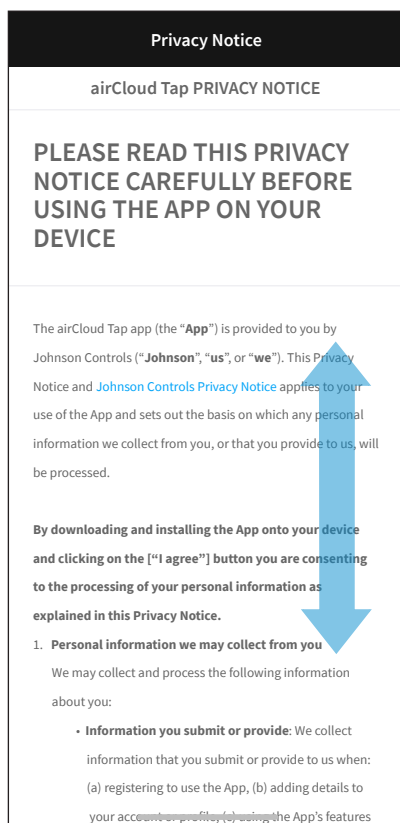 Privacy Notice
airCloud Tap PRIVACY NOTICE
PLEASE READ THIS PRIVACY
NOTICE CAREFULLY BEFORE
USING THE APP ON YOUR
DEVICE
The airCloud Tap app (the “App”) is provided to you by
Johnson Controls (“Johnson”, “us”, or “we”). This Privacy
Notice and Johnson Controls Privacy Notice applies to your
use of the App and sets out the basis on which any personal
information we collect from you, or that you provide to us, will
be processed.
By downloading and installing the App onto your device
and clicking on the [“I agree”] button you are consenting
to the processing of your personal information as
explained in this Privacy Notice.
1. Personal information we may collect from you
We may collect and process the following information
about you:
• Information you submit or provide: We collect
information that you submit or provide to us when:
(a) registering to use the App, (b) adding details to
your account or profile, (c) using the App’s features